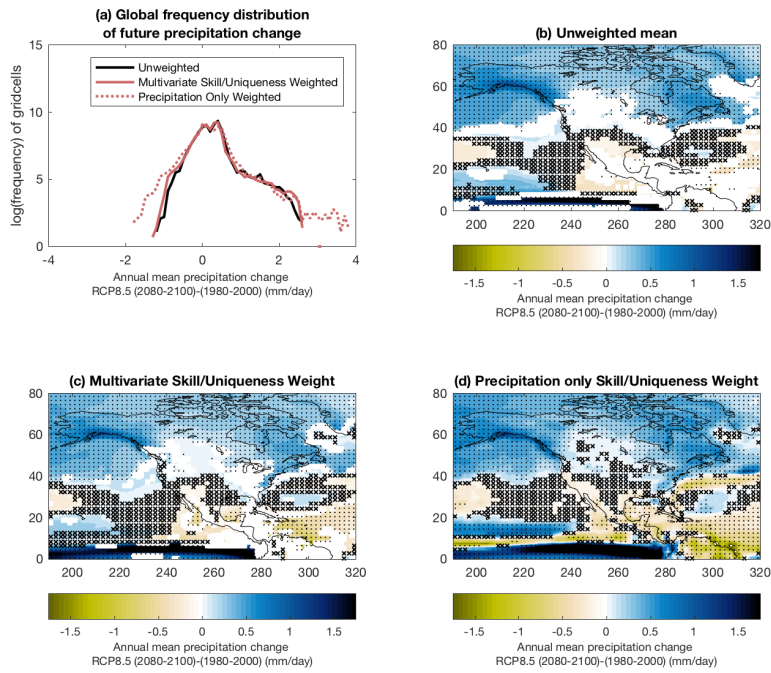 (a) Global frequency distribution
of future precipitation change
15
10
5
0
log(frequency) of gridcells
Unweighted
Multivariate Skill/Uniqueness Weighted
Precipitation Only Weighted
-4 -2 0 2 4
Annual mean precipitation change
RCP8.5 (2080-2100)-(1980-2000) (mm/day)
(b) Unweighted mean
80
60
40
20
0
200 220 240 260 280 300 320
-1.5 -1 -0.5 0 0.5 1 1.5
Annual mean precipitation change
RCP8.5 (2080-2100)-(1980-2000) (mm/day)
(c) Multivariate Skill/Uniqueness Weight
80
60
40
20
0
200 220 240 260 280 300 320
-1.5 -1 -0.5 0 0.5 1 1.5
Annual mean precipitation change
RCP8.5 (2080-2100)-(1980-2000) (mm/day)
(d) Precipitation only Skill/Uniqueness Weight
80
60
40
20
0
200 220 240 260 280 300 320
-1.5 -1 -0.5 0 0.5 1 1.5
Annual mean precipitation change
RCP8.5 (2080-2100)-(1980-2000) (mm/day)